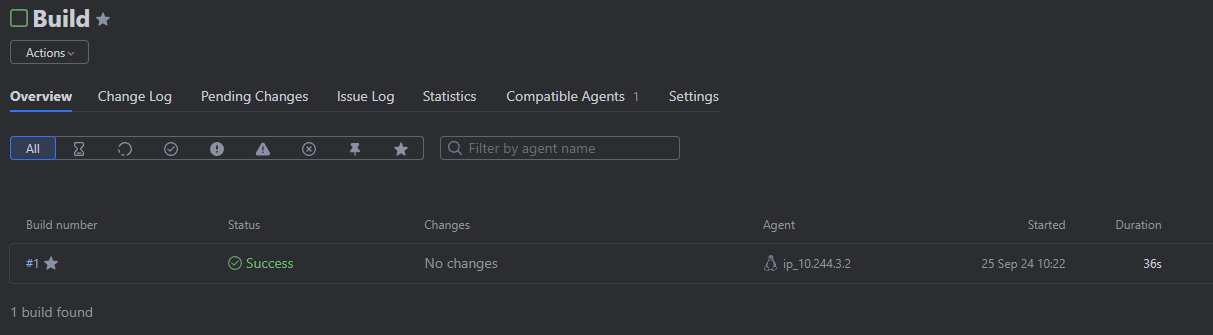 Build
Actions
Overview Change Log Pending Changes Issue Log Statistics Compatible Agents 1 Settings
All Filter by agent name
Build number Status Changes Agent Started Duration
#1 Success No changes ip_10.244.3.2 25 Sep 24 10:22 36s
1 build found